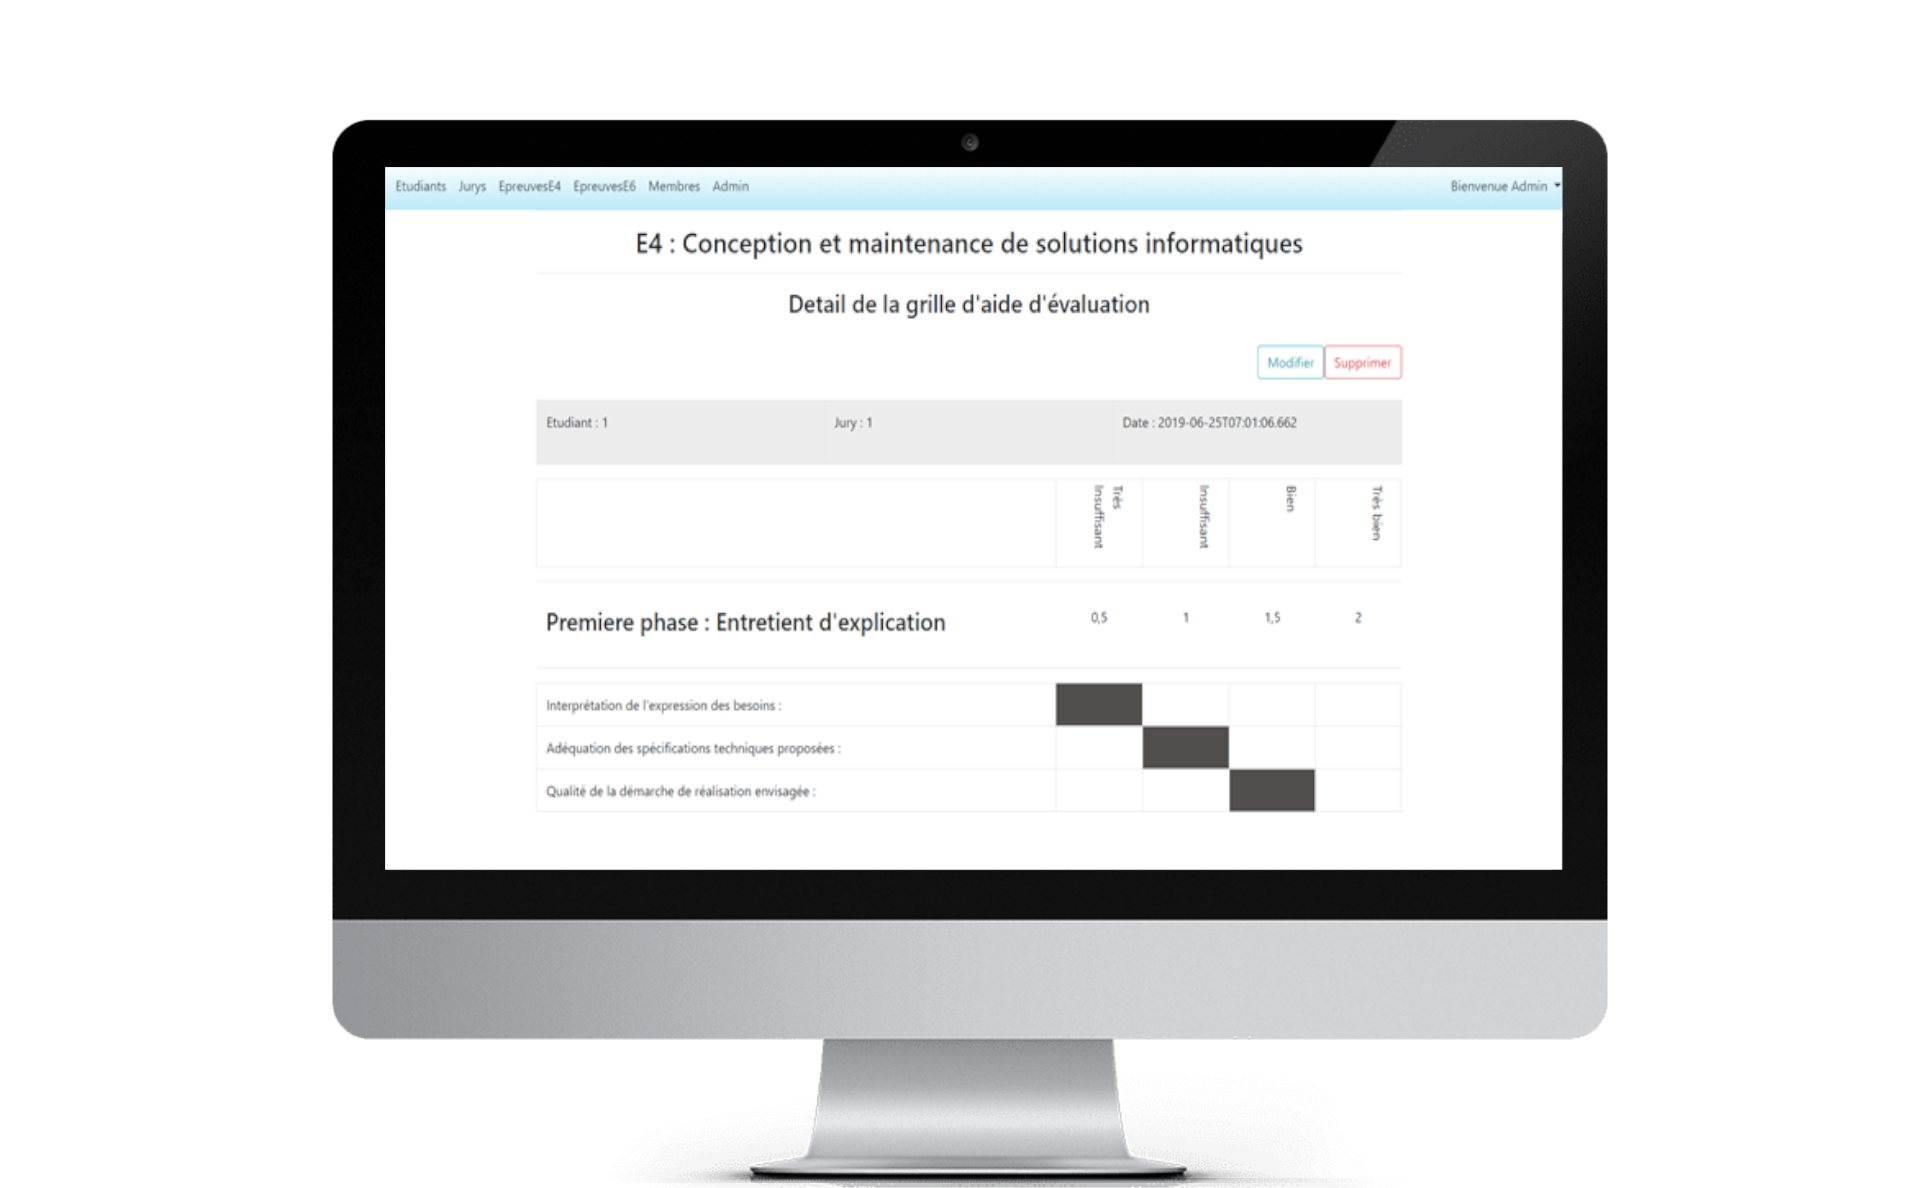 Etudiants Jurys EpreuvesE4 EpreuvesE6 Membres Admin Bienvenue Admin
E4 : Conception et maintenance de solutions informatiques
Detail de la grille d'aide d'évaluation
Modifier Supprimer
Etudiant : 1 Jury : 1 Date : 2019-06-25T07:01:06.662
Très Insuffisant Insuffisant Bien Très bien
Premiere phase : Entretient d'explication 0,5 1 1,5 2
Interprétation de l'expression des besoins :
Adéquation des spécifications techniques proposées :
Qualité de la démarche de réalisation envisagée :